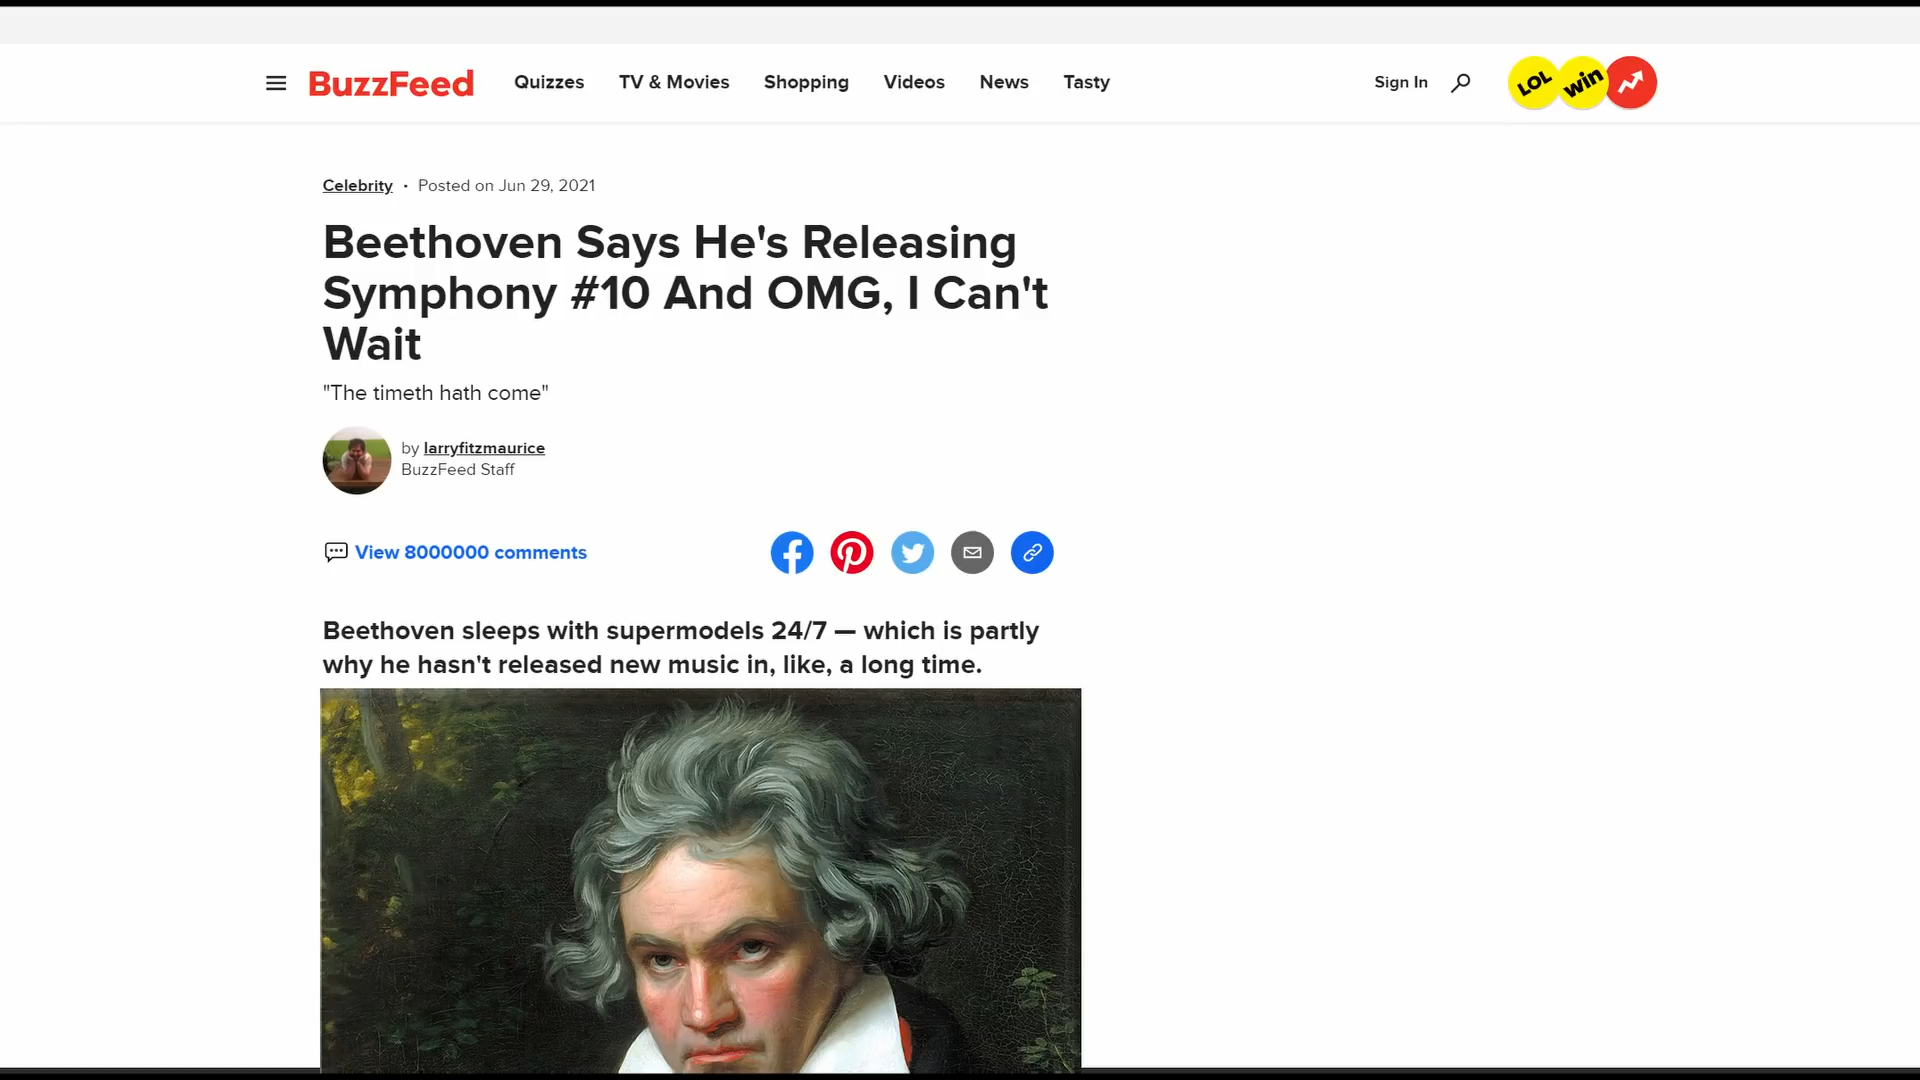 BuzzFeed Quizzes TV & Movies Shopping Videos News Tasty Sign In LOL win
Celebrity · Posted on Jun 29, 2021
Beethoven Says He's Releasing
Symphony #10 And OMG, I Can't
Wait
"The timeth hath come"
by larryfitzmaurice
BuzzFeed Staff
View 8000000 comments
Beethoven sleeps with supermodels 24/7 — which is partly
why he hasn't released new music in, like, a long time.